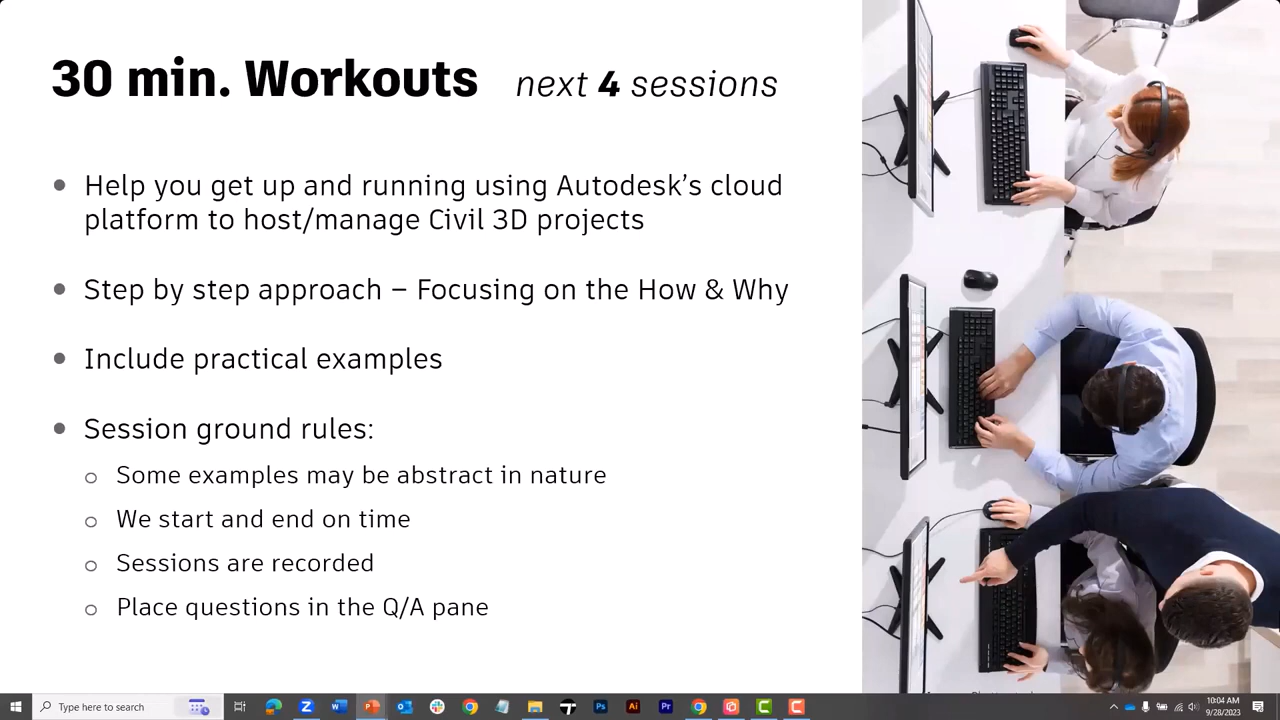 30 min. Workouts next 4 sessions
Help you get up and running using Autodesk's cloud
platform to host/manage Civil 3D projects
Step by step approach – Focusing on the How & Why
Include practical examples
Session ground rules:
Some examples may be abstract in nature
We start and end on time
Sessions are recorded
Place questions in the Q/A pane
Type here to search
10:04 AM
9/28/2023